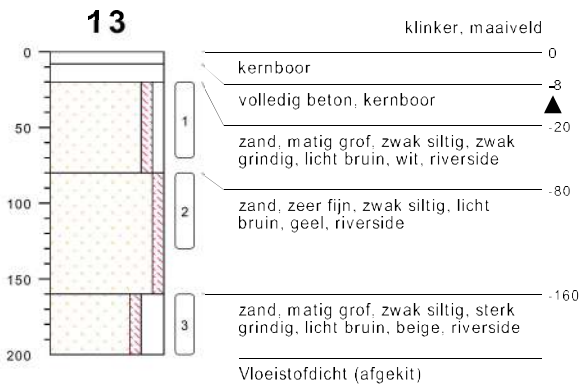 13
klinker, maaiveld
0
0
kernboor
-8
volledig beton, kernboor
-20
1
zand, matig grof, zwak siltig, zwak
grindig, licht bruin, wit, riverside
50
-80
2
zand, zeer fijn, zwak siltig, licht
bruin, geel, riverside
100
150
-160
3
zand, matig grof, zwak siltig, sterk
grindig, licht bruin, beige, riverside
200
Vloeistofdicht (afgekit)